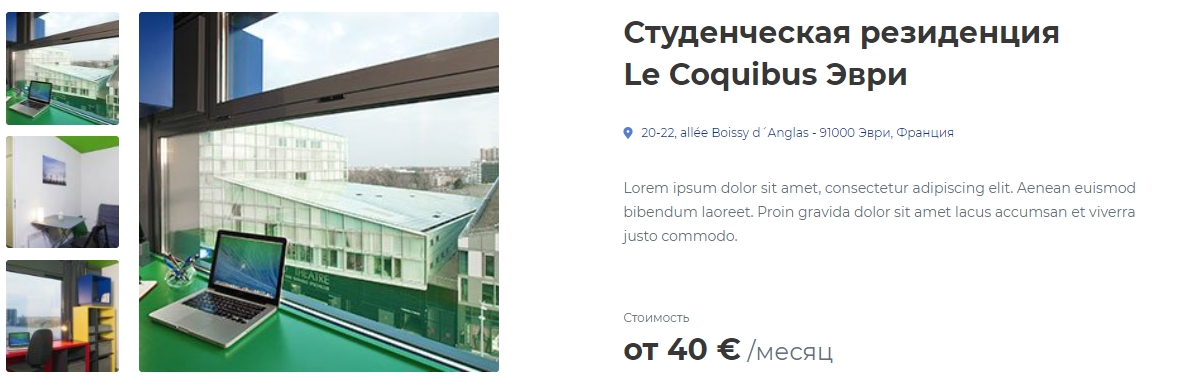 Студенческая резиденция
Le Coquibus Эври
20-22, allée Boissy d´Anglas - 91000 Эври, Франция
Lorem ipsum dolor sit amet, consectetur adipiscing elit. Aenean euismod
bibendum laoreet. Proin gravida dolor sit amet lacus accumsan et viverra
justo commodo.
THEATRE
Стоимость
от 40 € /месяц